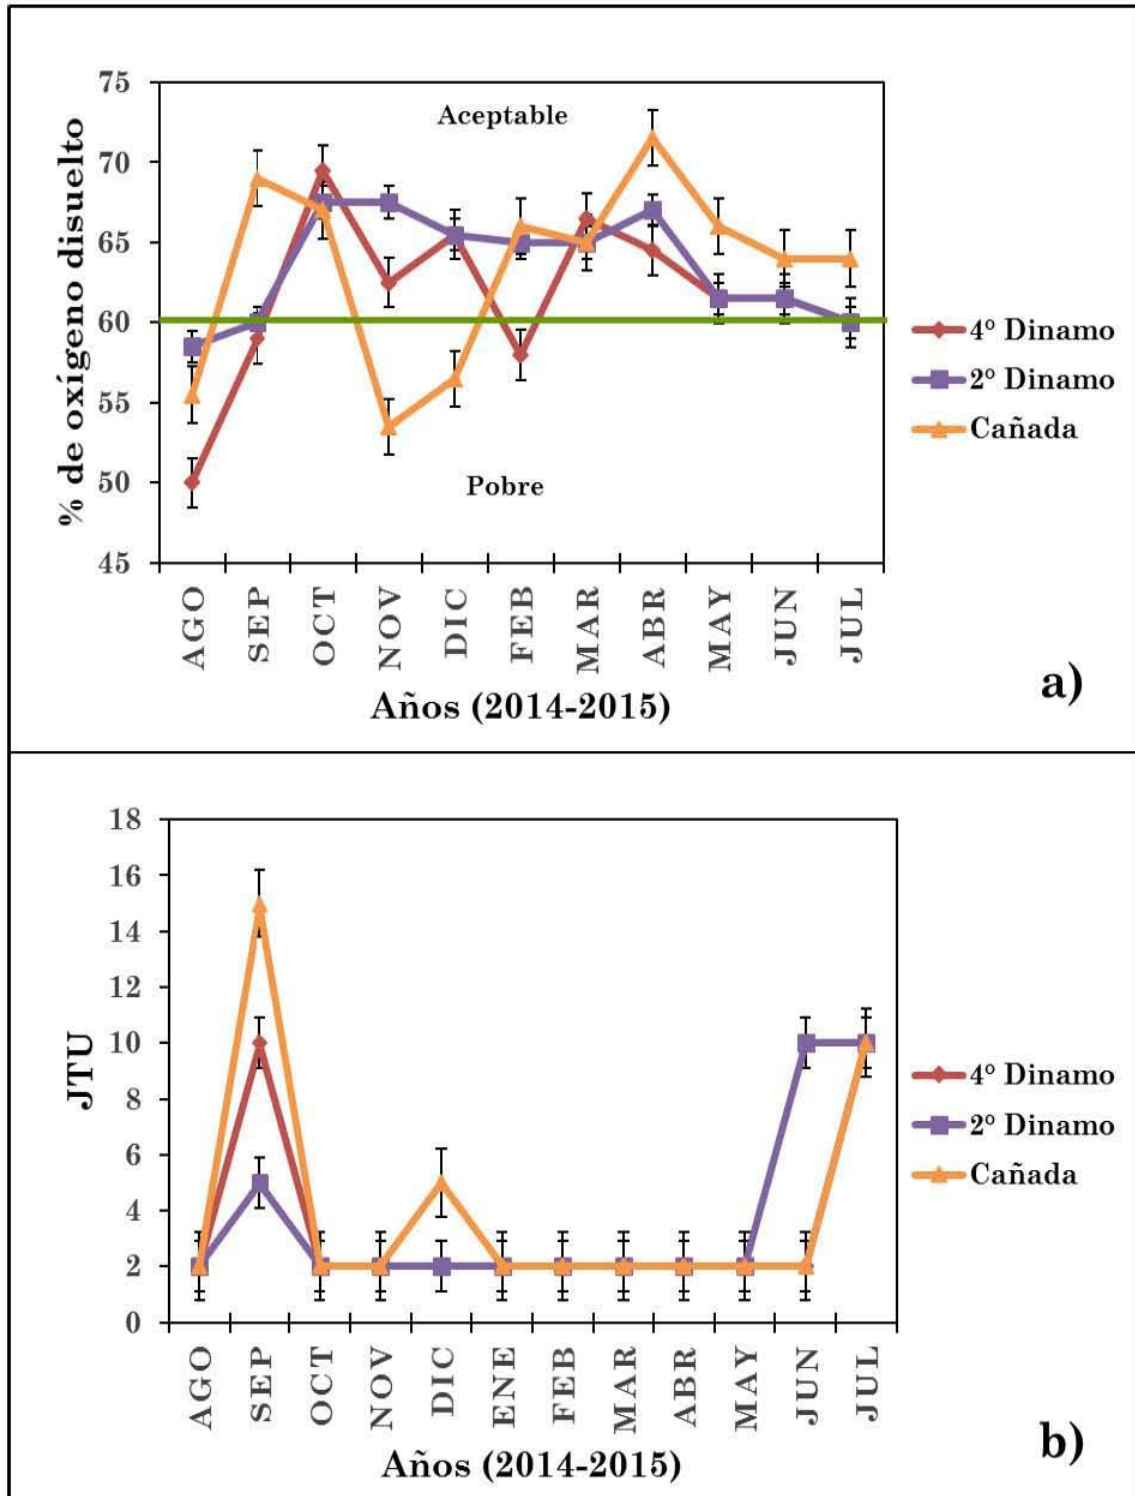 75
70
65
60
55
50
45
% de oxígeno disuelto
Aceptable
Pobre
AGO
SEP
OCT
NOV
DIC
FEB
MAR
ABR
MAY
JUN
JUL
Años (2014-2015)
4° Dinamo
2° Dinamo
Cañada
a)
18
16
14
12
10
8
6
4
2
0
JTU
AGO
SEP
OCT
NOV
DIC
ENE
FEB
MAR
ABR
MAY
JUN
JUL
Años (2014-2015)
4° Dinamo
2° Dinamo
Cañada
b)